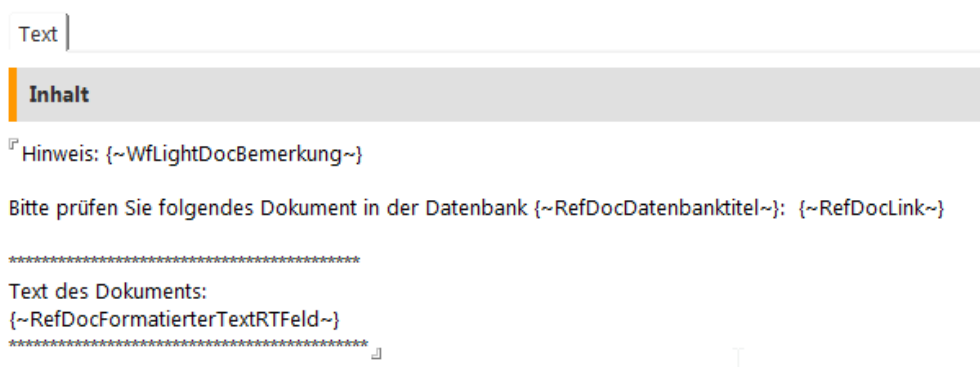 Text
Inhalt
Hinweis: {~WfLightDocBemerkung~}
Bitte prüfen Sie folgendes Dokument in der Datenbank {~RefDocDatenbanktitel~}: {~RefDocLink~}
*******************************************
Text des Dokuments:
{~RefDocFormatierterTextRTFeld~}
********************************************